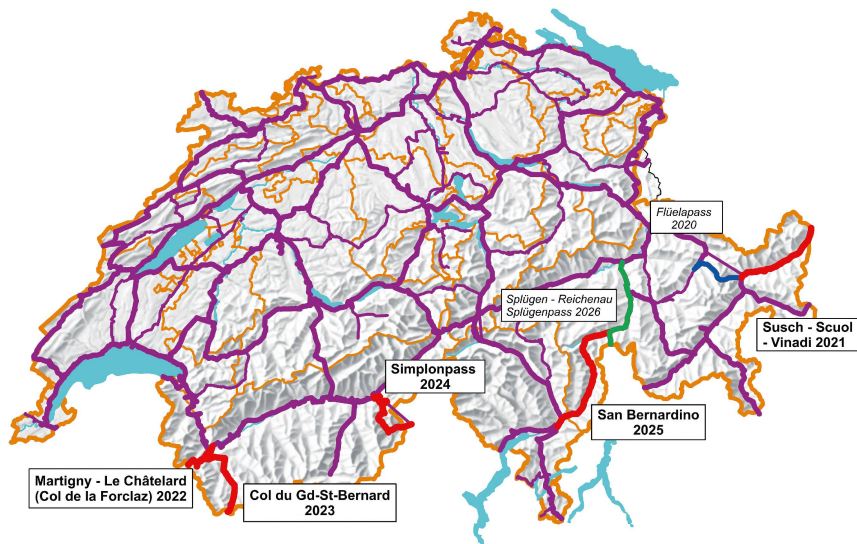 Flüelapass
2020
Splügen - Reichenau
Splügenpass 2026
Susch - Scuol
- Vinadi 2021
Simplonpass
2024
San Bernardino
2025
Martigny - Le Châtelard
(Col de la Forclaz) 2022
Col du Gd-St-Bernard
2023